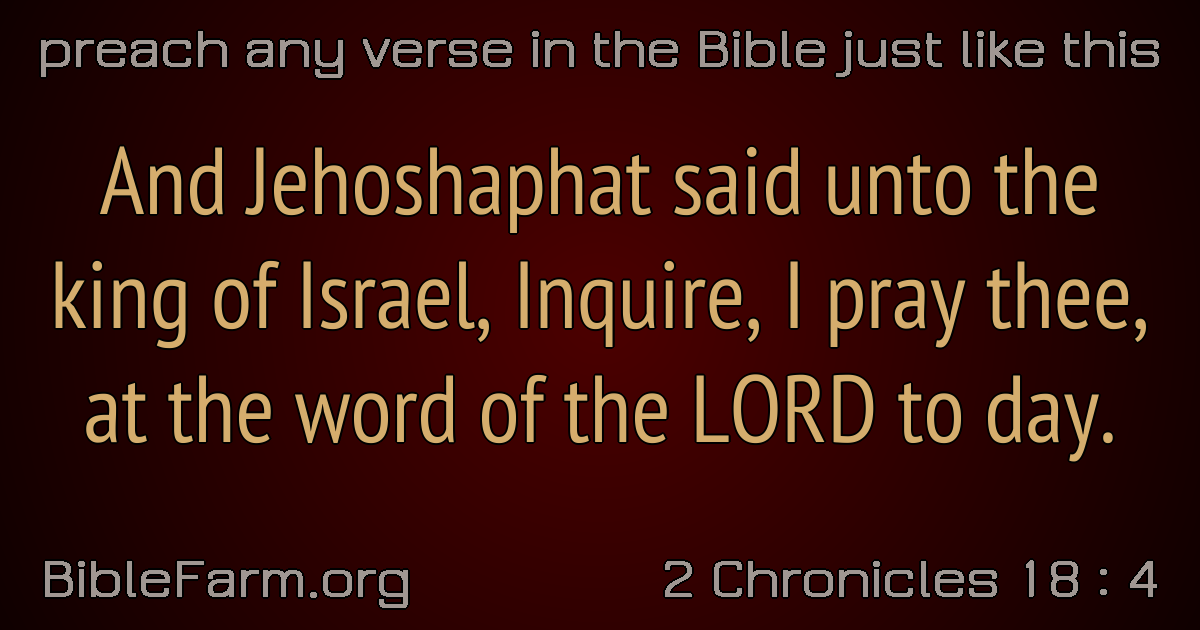 preach any verse in the Bible just like this
And Jehoshaphat said unto the
king of Israel, Inquire, I pray thee,
at the word of the LORD to day.
BibleFarm.org
2 Chronicles 18 : 4